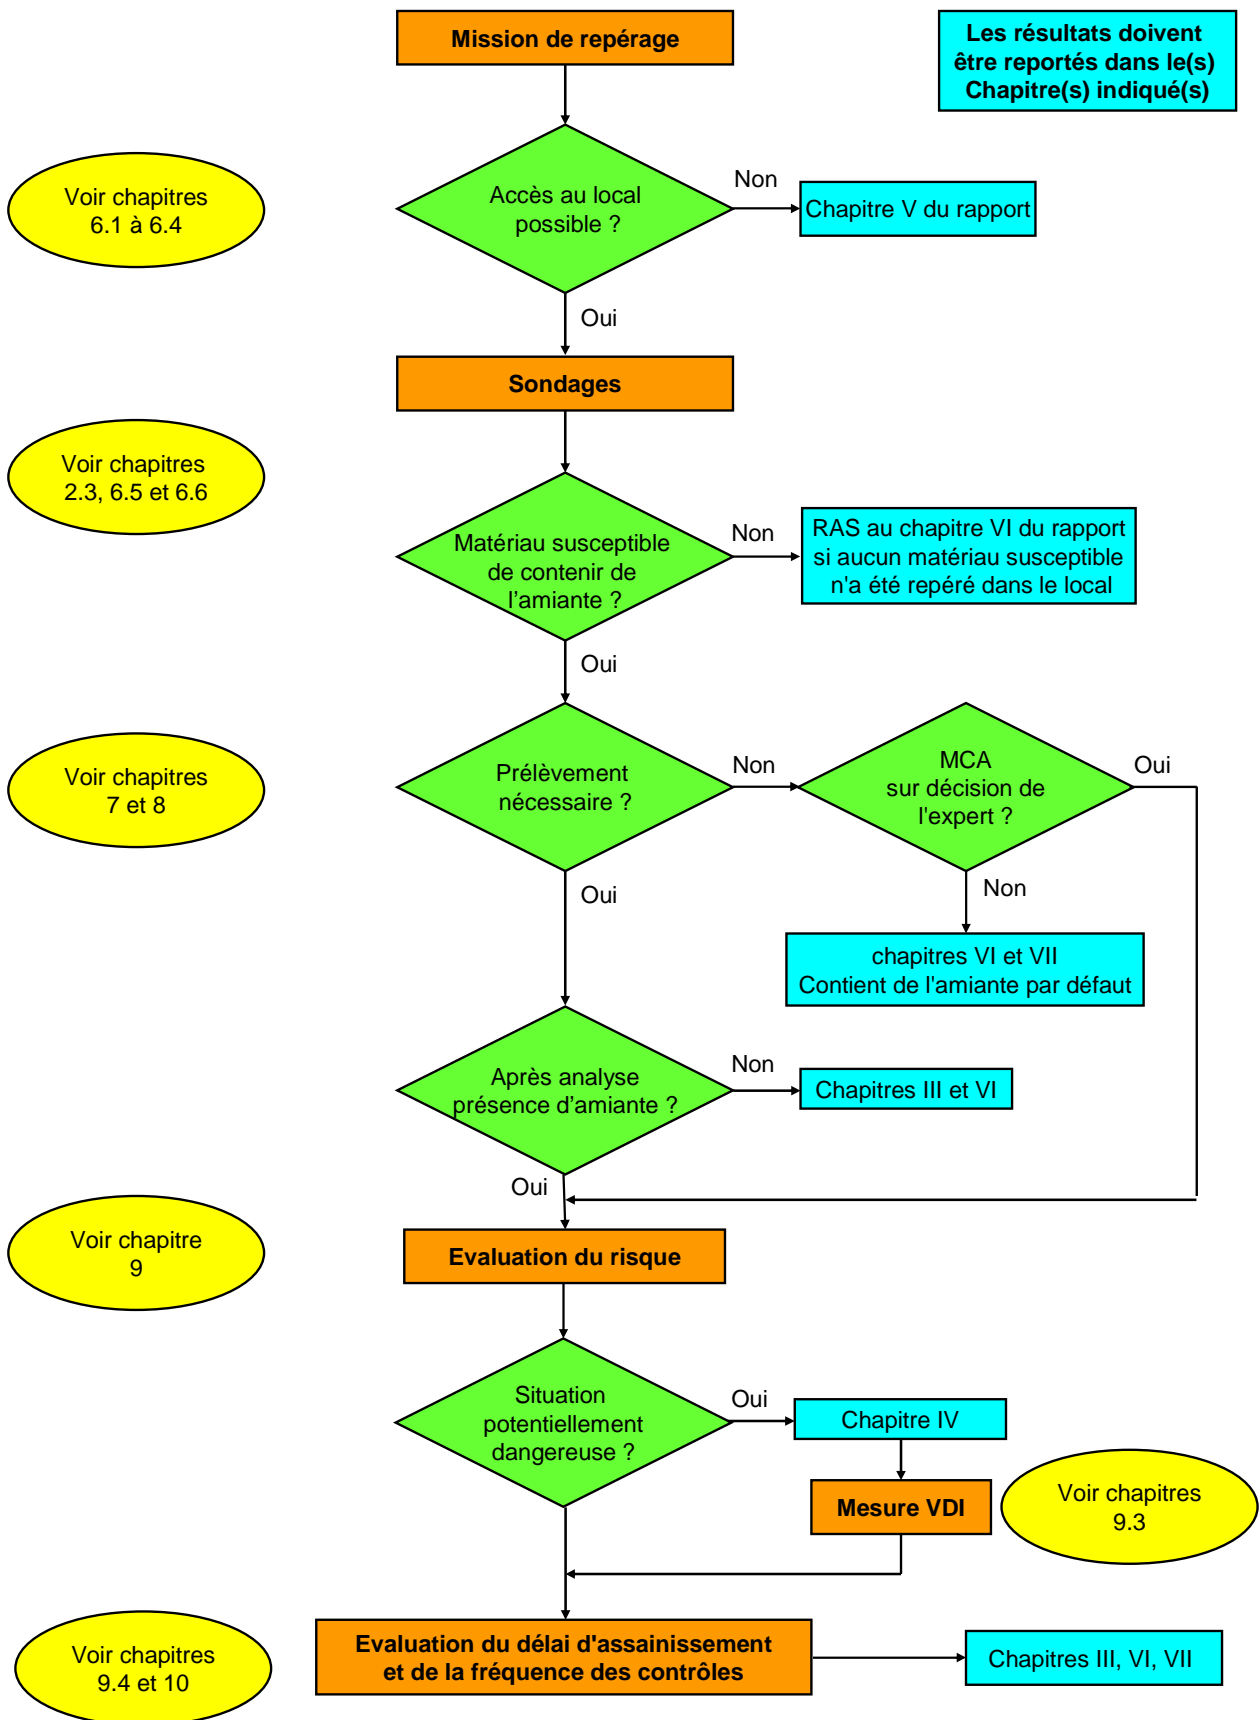 Mission de repérage
Les résultats doivent
être reportés dans le(s)
Chapitre(s) indiqué(s)
Voir chapitres
6.1 à 6.4
Accès au local
possible ?
Non
Chapitre V du rapport
Oui
Sondages
Voir chapitres
2.3, 6.5 et 6.6
Matériau susceptible
de contenir de
l’amiante ?
Non
RAS au chapitre VI du rapport
si aucun matériau susceptible
n'a été repéré dans le local
Oui
Voir chapitres
7 et 8
Prélèvement
nécessaire ?
Non
MCA
sur décision de
l'expert ?
Oui
Oui
Non
chapitres VI et VII
Contient de l'amiante par défaut
Après analyse
présence d’amiante ?
Non
Chapitres III et VI
Oui
Voir chapitre
9
Evaluation du risque
Situation
potentiellement
dangereuse ?
Oui
Chapitre IV
Mesure VDI
Voir chapitres
9.3
Voir chapitres
9.4 et 10
Evaluation du délai d'assainissement
et de la fréquence des contrôles
Chapitres III, VI, VII